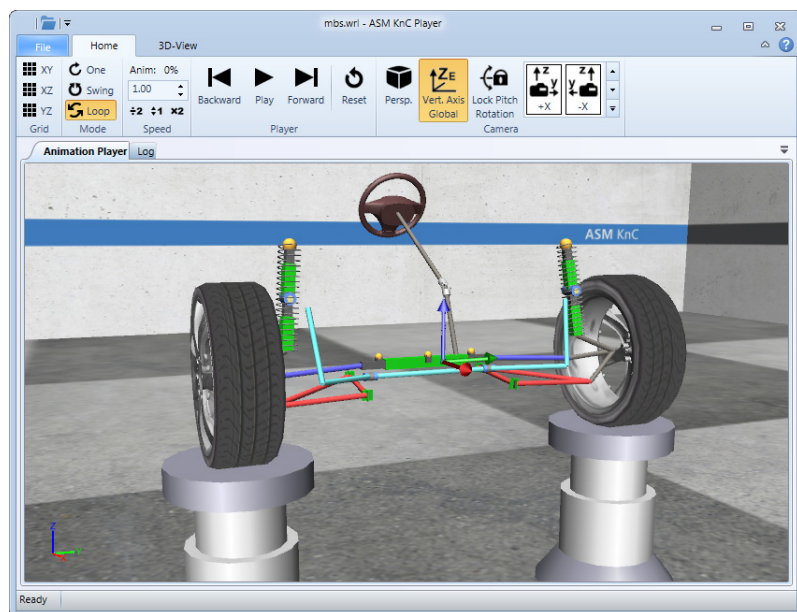 mbs.wrl - ASM KnC Player
File Home 3D-View
XY One Anim: 0%
XZ Swing 1.00
YZ Loop ÷2 ÷1 ×2
Backward Play Forward Reset Persp. Vert. Axis Global Lock Pitch Rotation
ZE
z y +X
z y -X
Grid Mode Speed Player Camera
Animation Player Log
ASM KnC
Z
Y
X
Ready